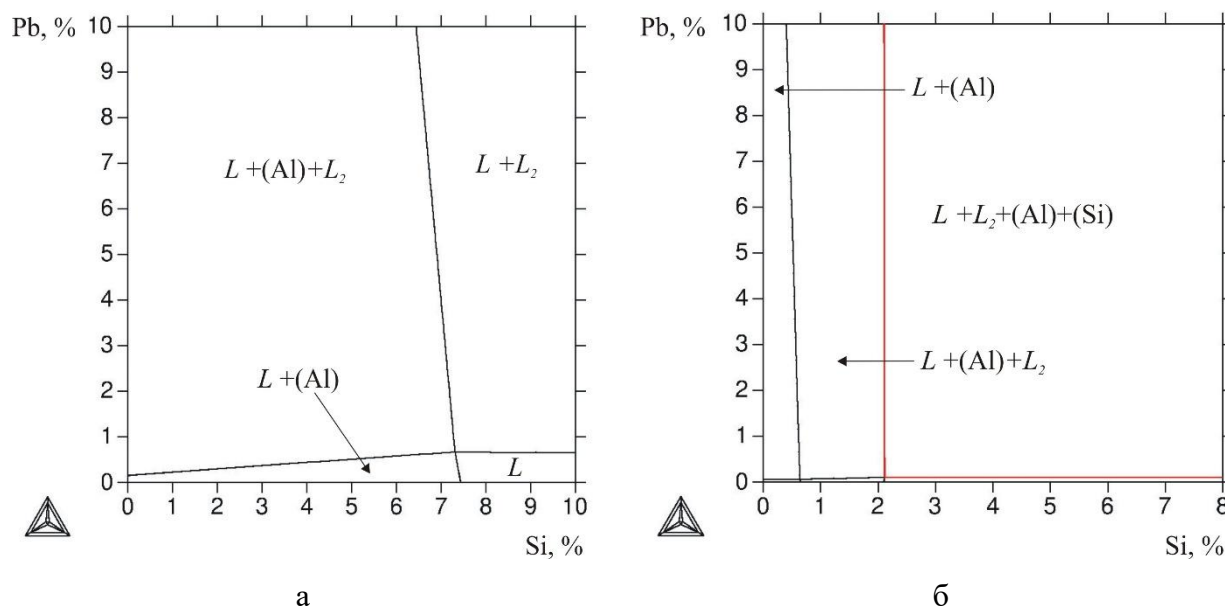 Pb, %
10
9
8
7
6
5
4
3
2
1
0
L +(Al)+L₂
L +L₂
L +(Al)
L
0 1 2 3 4 5 6 7 8 9 10
Si, %
а
Pb, %
10
9
8
7
6
5
4
3
2
1
0
L +(Al)
L +L₂+(Al)+(Si)
L +(Al)+L₂
0 1 2 3 4 5 6 7 8
Si, %
б